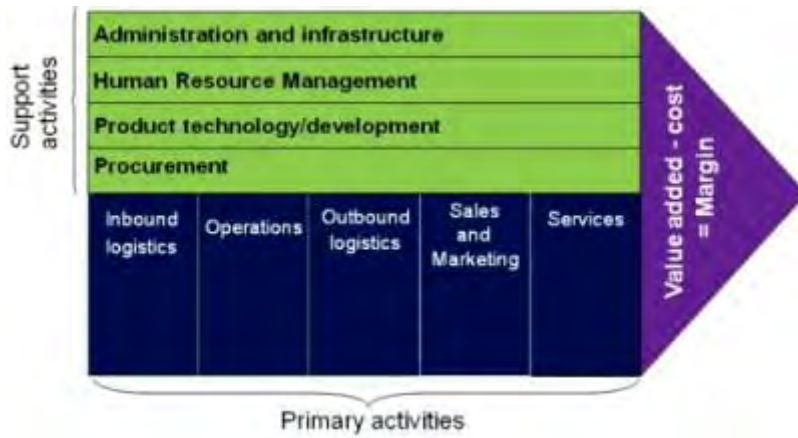 Support
activities
Administration and infrastructure
Human Resource Management
Product technology/development
Procurement
Inbound
logistics
Operations
Outbound
logistics
Sales
and
Marketing
Services
Value added - cost
= Margin
Primary activities